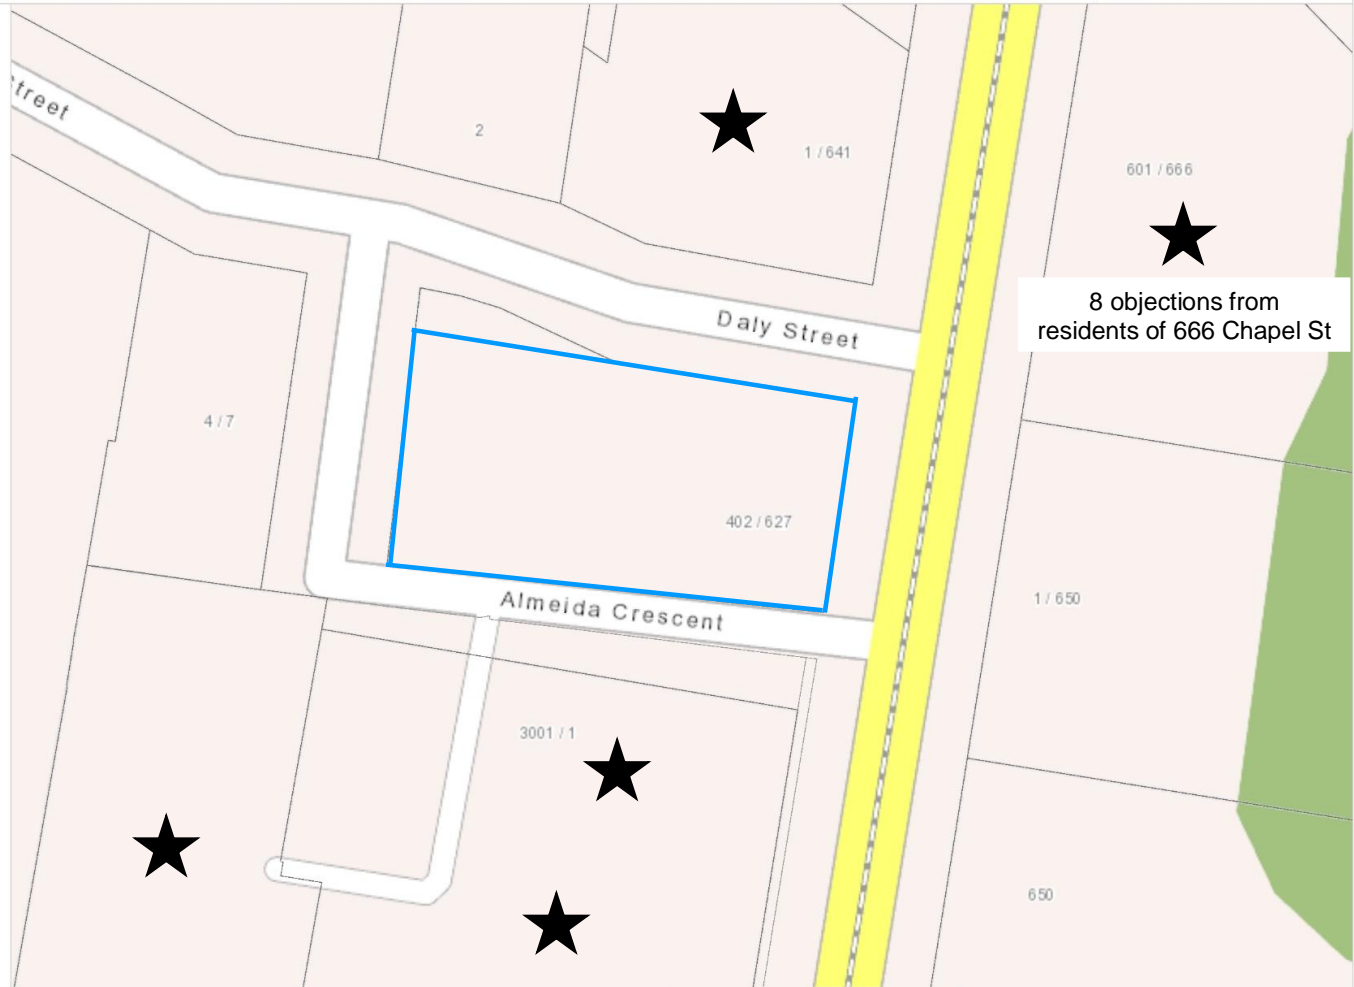 treet
2
1 / 641
601 / 666
8 objections from
residents of 666 Chapel St
Daly Street
4 / 7
402 / 627
Almeida Crescent
1 / 650
3001 / 1
650